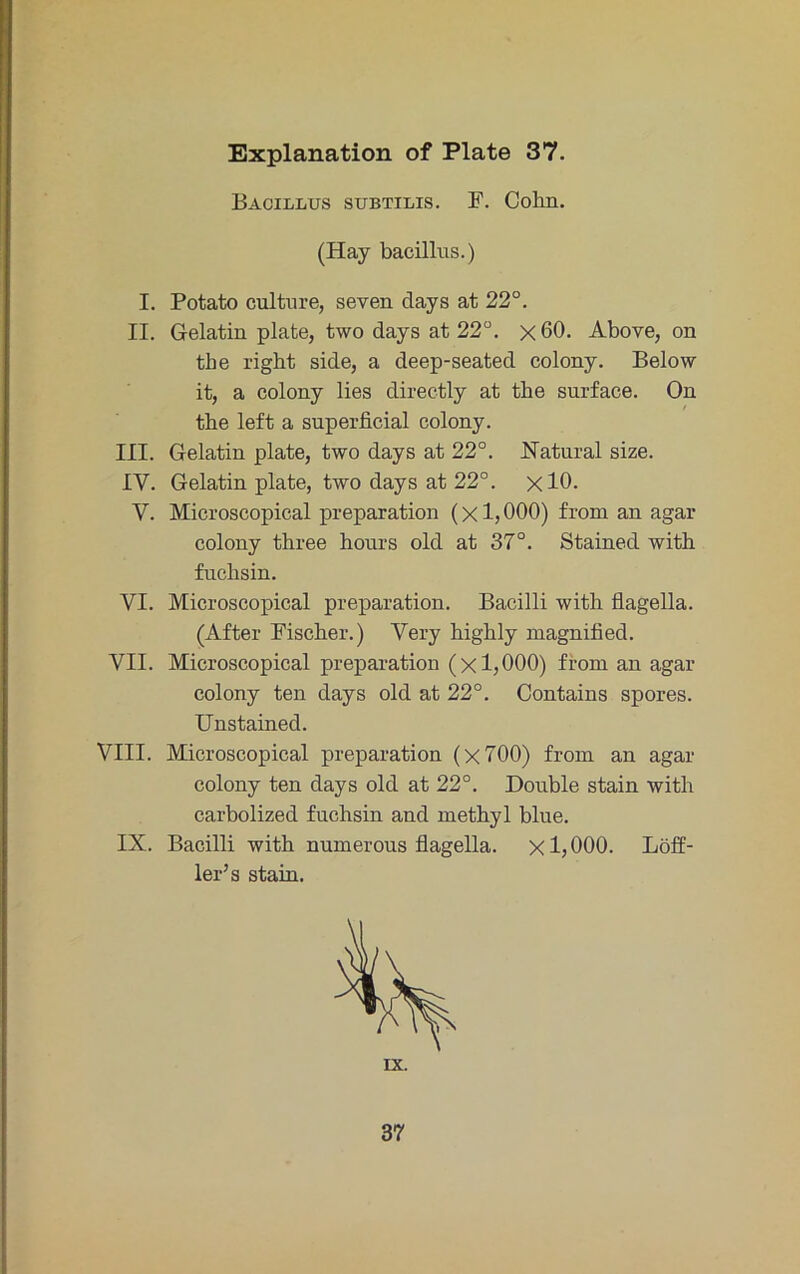 Explanation of Plate 37.
BACILLUS SUBTILIS. F. Cohn.
(Hay bacillus.)
I. Potato culture, seven days at 22°.
II. Gelatin plate, two days at 22°. ×60. Above, on
the right side, a deep-seated colony. Below
it, a colony lies directly at the surface. On
the left a superficial colony.
III. Gelatin plate, two days at 22°. Natural size.
IV. Gelatin plate, two days at 22°. ×10.
V. Microscopical preparation (×1,000) from an agar
colony three hours old at 37°. Stained with
fuchsin.
VI. Microscopical preparation. Bacilli with flagella.
(After Fischer.) Very highly magnified.
VII. Microscopical preparation (×1,000) from an agar
colony ten days old at 22°. Contains spores.
Unstained.
VIII. Microscopical preparation (×700) from an agar
colony ten days old at 22°. Double stain with
carbolized fuchsin and methyl blue.
IX. Bacilli with numerous flagella. ×1,000. Löff-
ler's stain.
IX.
37